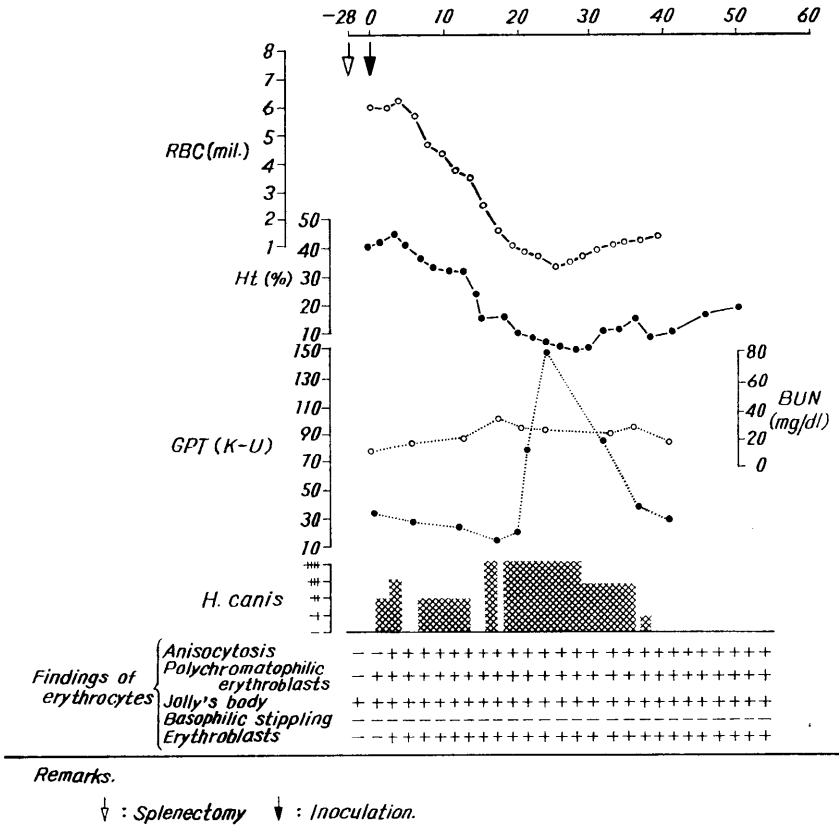 −28 0 10 20 30 40 50 60
8
7
6
5
4
3
2
1
RBC (mil.)
50
40
30
20
10
Ht (%)
150
130
110
90
70
50
30
10
GPT (K-U)
80
60
40
20
0
BUN
(mg/dl)
H. canis
Findings of
erythrocytes
Anisocytosis − − + + + + + + + + + + + + + + + + + + + + + + + +
Polychromatophilic
erythroblasts − + + + + + + + + + + + + + + + + + + + + + + + + +
Jolly's body + + + + + + + + + + + + + + + + + + + + + + + + + +
Basophilic stippling − − − − − − − − − − − − − − − − − − − − − − − − − −
Erythroblasts − − + + + + + + + + + + + + + + + + + + + + + + + +
Remarks.
: Splenectomy : Inoculation.